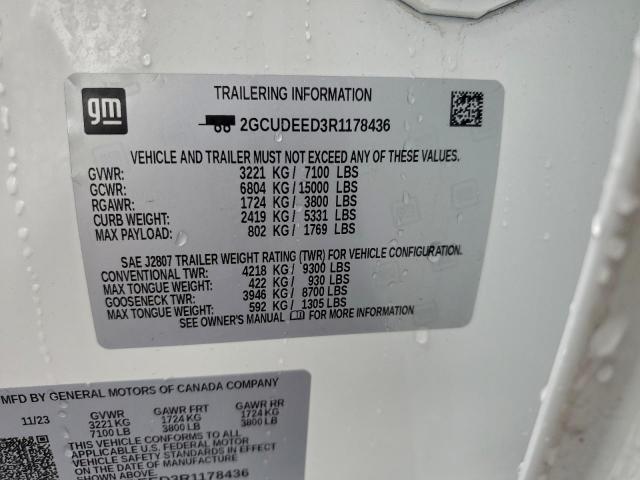 gm
TRAILERING INFORMATION
2GCUDEED3R1178436
VEHICLE AND TRAILER MUST NOT EXCEED ANY OF THESE VALUES.
GVWR: 3221 KG/ 7100 LBS
GCWR: 6804 KG/15000 LBS
RGAWR: 1724 KG/ 3800 LBS
CURB WEIGHT: 2419 KG/ 5331 LBS
MAX PAYLOAD: 802 KG/ 1769 LBS
SAE J2807 TRAILER WEIGHT RATING (TWR) FOR VEHICLE CONFIGURATION.
CONVENTIONAL TWR: 4218 KG/ 9300 LBS
MAX TONGUE WEIGHT: 422 KG/ 930 LBS
GOOSENECK TWR: 3946 KG/ 8700 LBS
MAX TONGUE WEIGHT: 592 KG/ 1305 LBS
SEE OWNER'S MANUAL FOR MORE INFORMATION
MFD BY GENERAL MOTORS OF CANADA COMPANY
11/23 GVWR GAWR FRT GAWR RR
3221 KG 1724 KG 1724 KG
7100 LB 3800 LB 3800 LB
THIS VEHICLE CONFORMS TO ALL
APPLICABLE U.S. FEDERAL MOTOR
VEHICLE SAFETY STANDARDS IN EFFECT
ON THE DATE OF MANUFACTURE
SHOWN ABOVE.
ED3R1178436